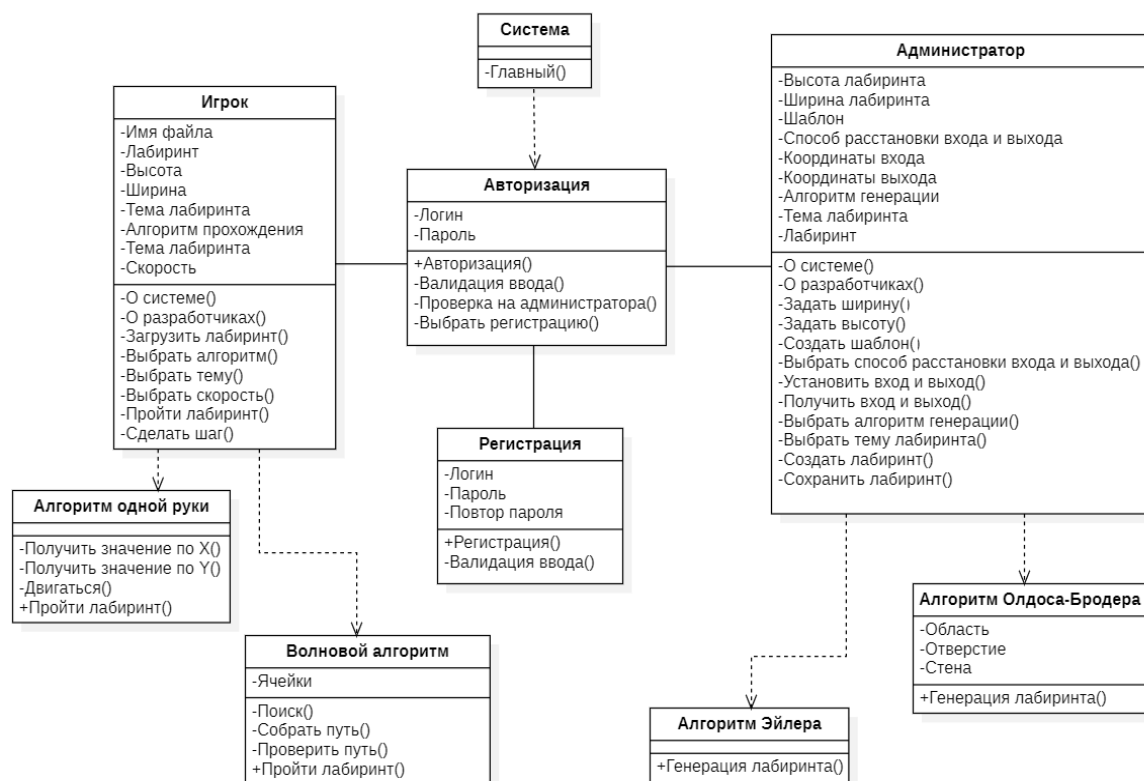 Система
-Главный()
Игрок
-Имя файла
-Лабиринт
-Высота
-Ширина
-Тема лабиринта
-Алгоритм прохождения
-Тема лабиринта
-Скорость
-О системе()
-О разработчиках()
-Загрузить лабиринт()
-Выбрать алгоритм()
-Выбрать тему()
-Выбрать скорость()
-Пройти лабиринт()
-Сделать шаг()
Авторизация
-Логин
-Пароль
+Авторизация()
-Валидация ввода()
-Проверка на администратора()
-Выбрать регистрацию()
Администратор
-Высота лабиринта
-Ширина лабиринта
-Шаблон
-Способ расстановки входа и выхода
-Координаты входа
-Координаты выхода
-Алгоритм генерации
-Тема лабиринта
-Лабиринт
-О системе()
-О разработчиках()
-Задать ширину()
-Задать высоту()
-Создать шаблон()
-Выбрать способ расстановки входа и выхода()
-Установить вход и выход()
-Получить вход и выход()
-Выбрать алгоритм генерации()
-Выбрать тему лабиринта()
-Создать лабиринт()
-Сохранить лабиринт()
Регистрация
-Логин
-Пароль
-Повтор пароля
+Регистрация()
-Валидация ввода()
Алгоритм одной руки
-Получить значение по X()
-Получить значение по Y()
-Двигаться()
+Пройти лабиринт()
Волновой алгоритм
-Ячейки
-Поиск()
-Собрать путь()
-Проверить путь()
+Пройти лабиринт()
Алгоритм Эйлера
+Генерация лабиринта()
Алгоритм Олдоса-Бродера
-Область
-Отверстие
-Стена
+Генерация лабиринта()